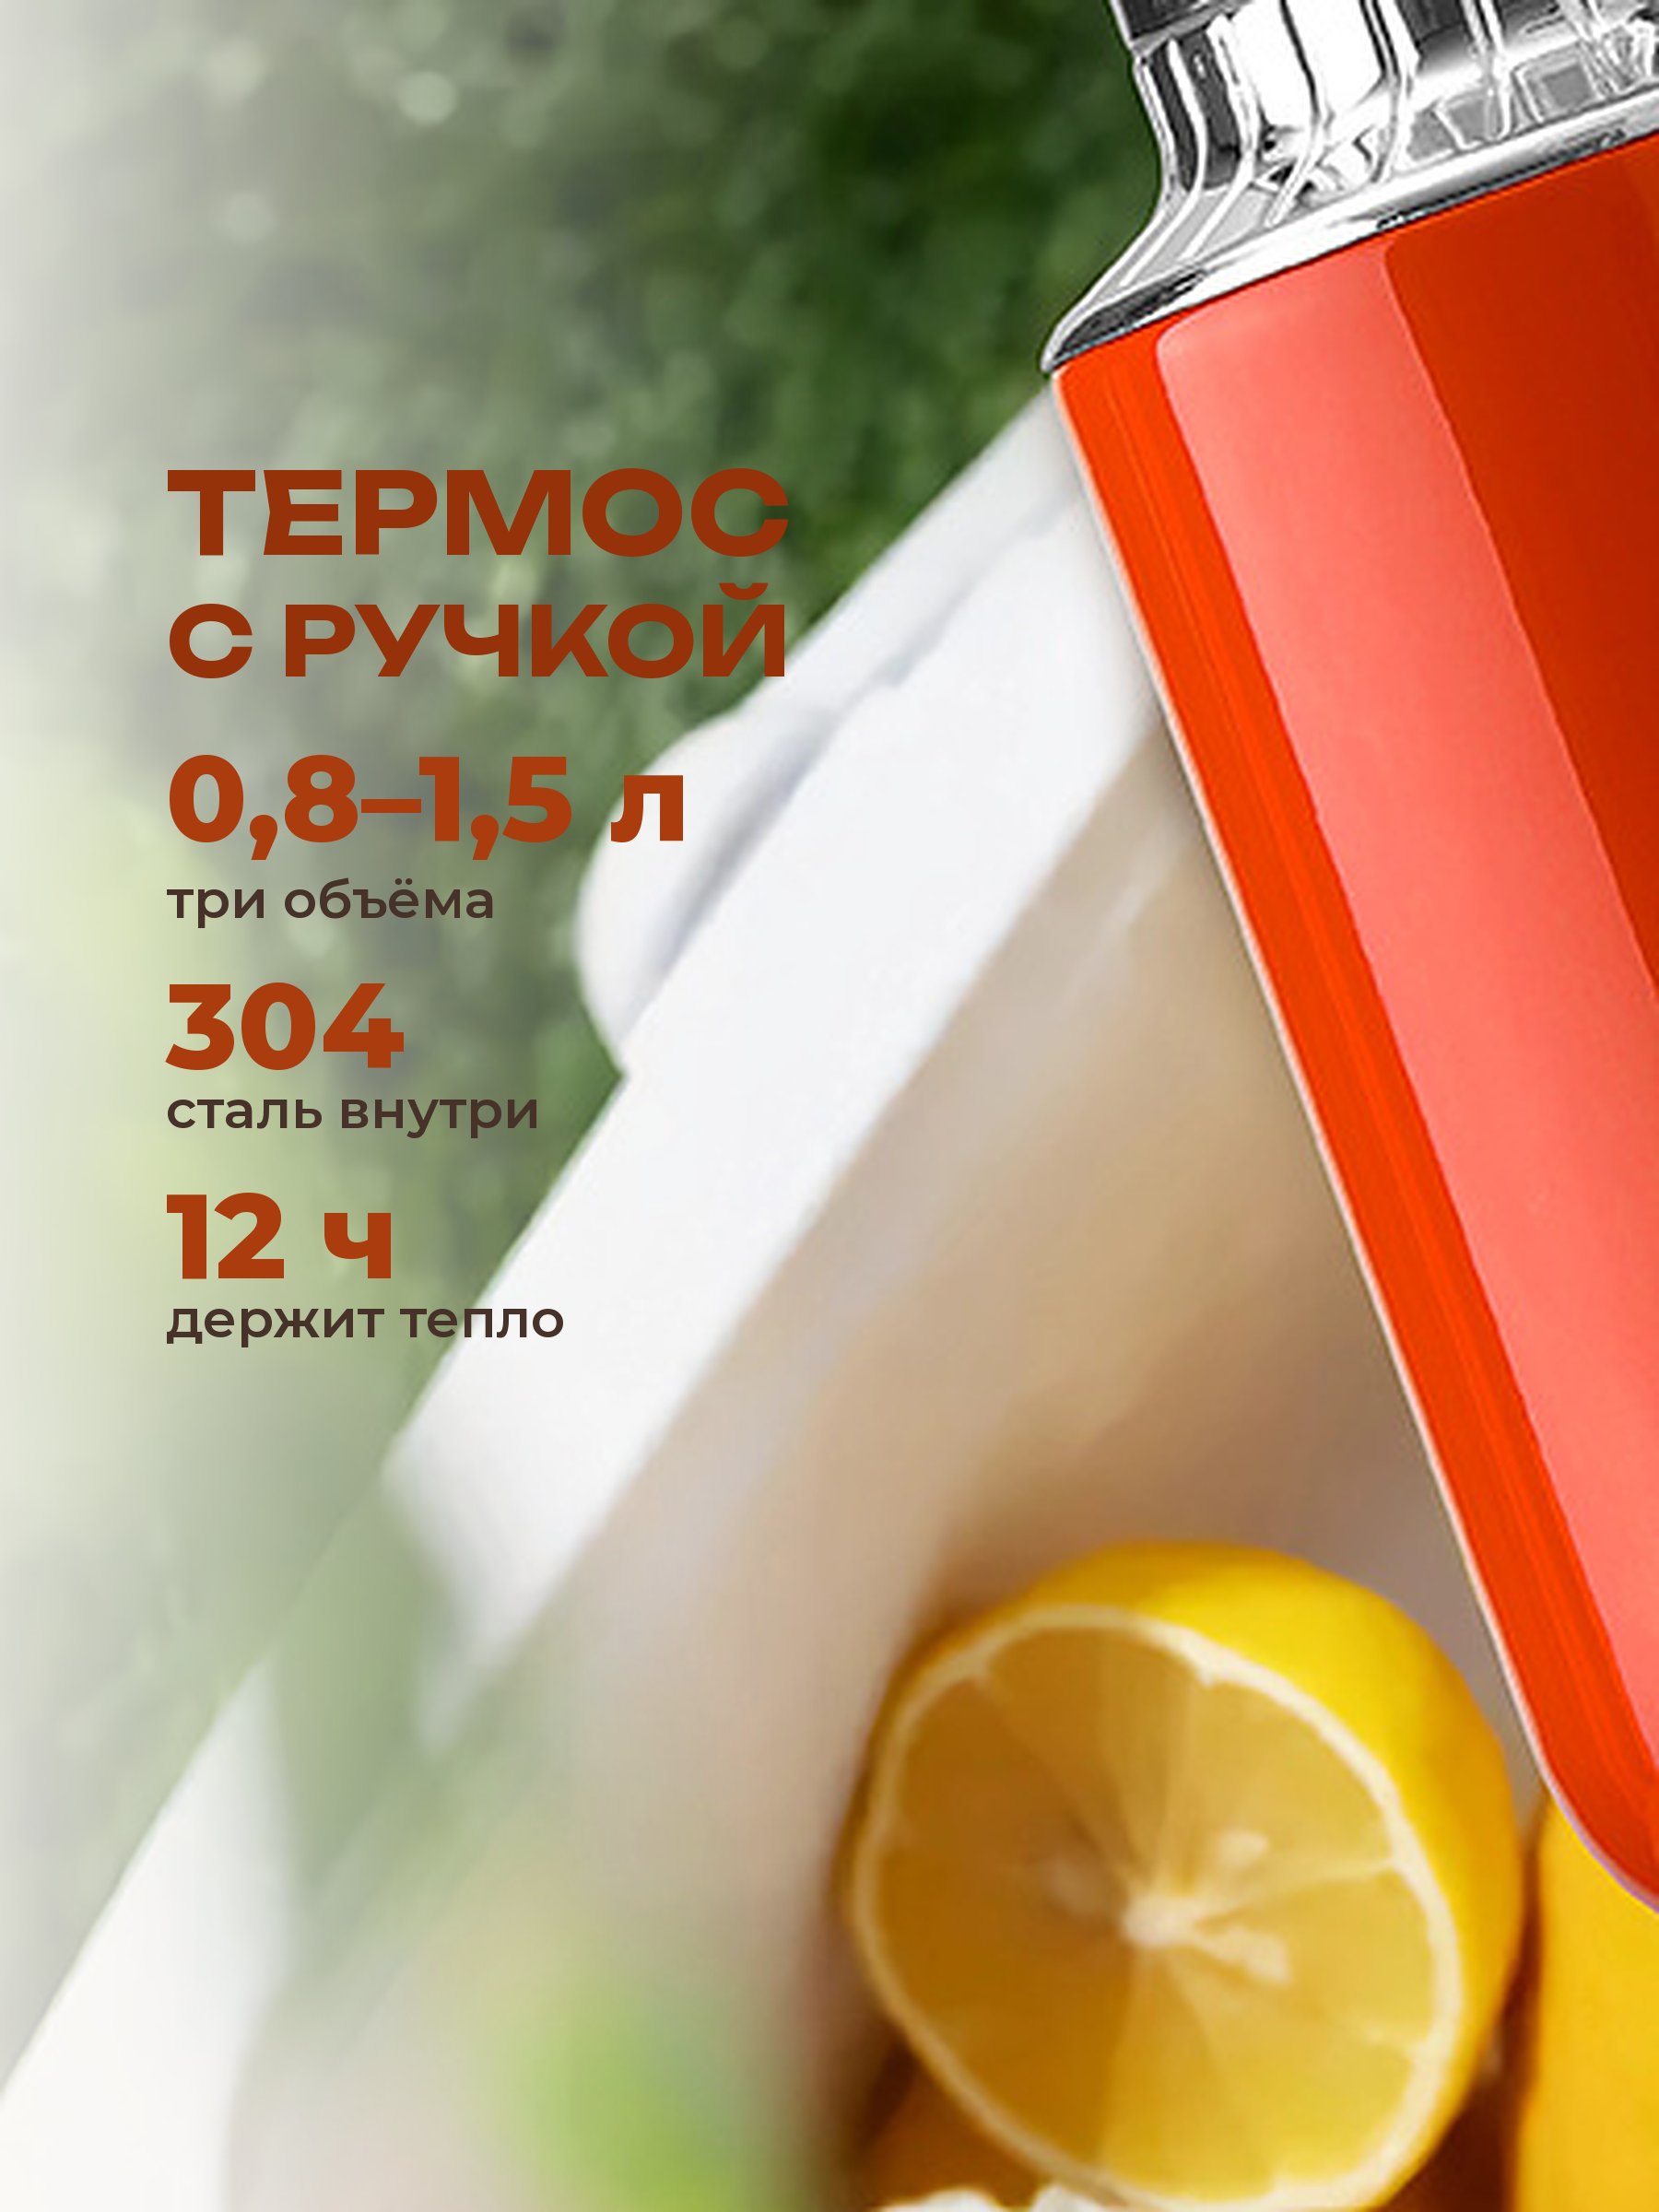 ТЕРМОС
С РУЧКОЙ
0,8–1,5 л
три объёма
304
сталь внутри
12 ч
держит тепло